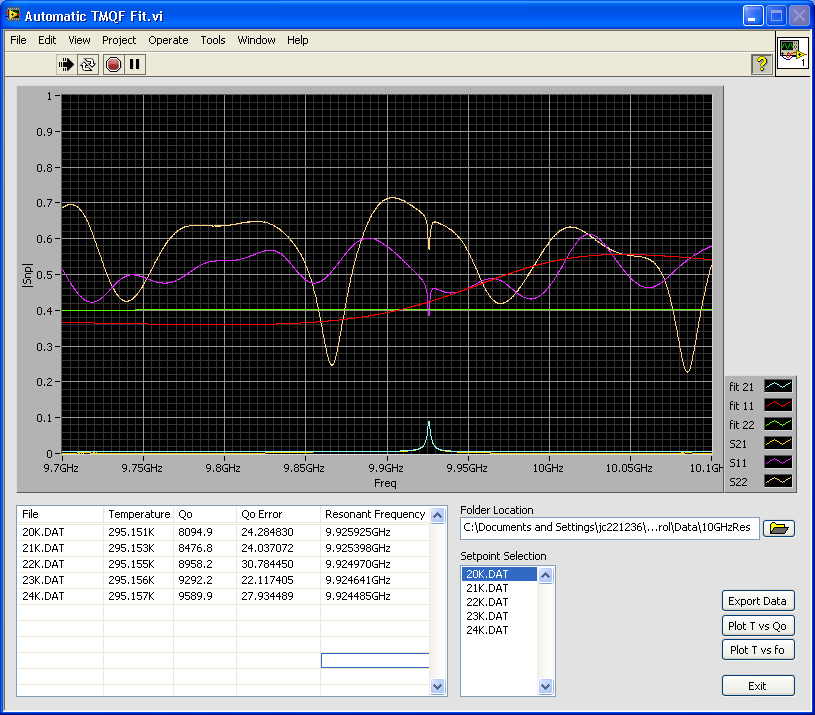 Automatic TMQF Fit.vi
File Edit View Project Operate Tools Window Help
?
1
1
0.9
0.8
0.7
0.6
0.5
0.4
0.3
0.2
0.1
0
|Snp|
9.7GHz 9.75GHz 9.8GHz 9.85GHz 9.9GHz 9.95GHz 10GHz 10.05GHz 10.1GHz
Freq
fit 21
fit 11
fit 22
S21
S11
S22
File Temperature Qo Qo Error Resonant Frequency
20K.DAT 295.151K 8094.9 24.284830 9.925925GHz
21K.DAT 295.153K 8476.8 24.037072 9.925398GHz
22K.DAT 295.155K 8958.2 30.784450 9.924970GHz
23K.DAT 295.156K 9292.2 22.117405 9.924641GHz
24K.DAT 295.157K 9589.9 27.934489 9.924485GHz
Folder Location
C:\Documents and Settings\jc221236\...rol\Data\10GHzRes
Setpoint Selection
20K.DAT
21K.DAT
22K.DAT
23K.DAT
24K.DAT
Export Data
Plot T vs Qo
Plot T vs fo
Exit